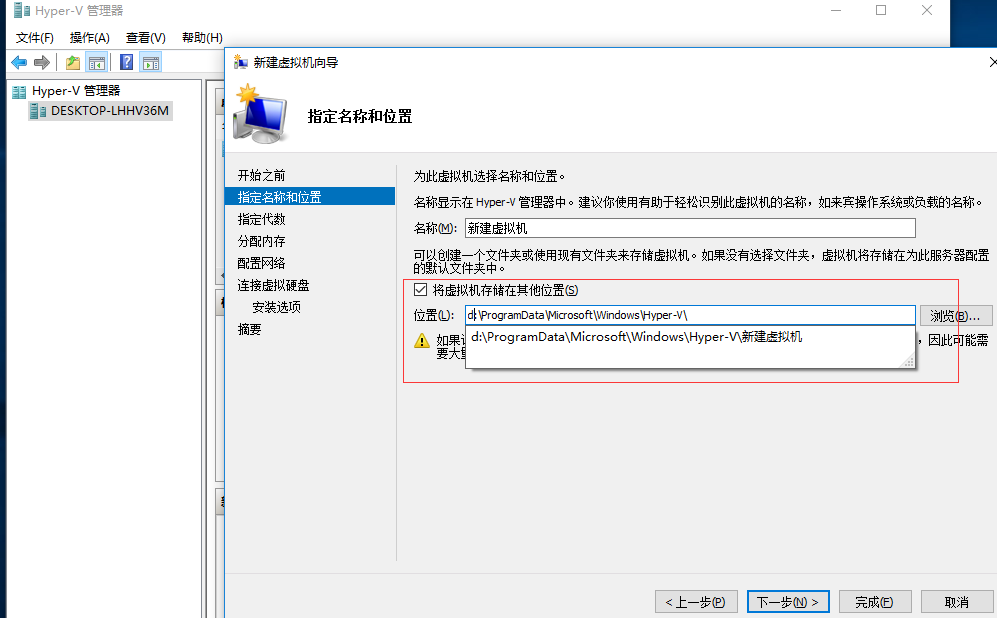 Hyper-V 管理器
文件(F) 操作(A) 查看(V) 帮助(H)
Hyper-V 管理器
DESKTOP-LHHV36M
新建虚拟机向导
指定名称和位置
开始之前
指定名称和位置
指定代数
分配内存
配置网络
连接虚拟硬盘
安装选项
摘要
为此虚拟机选择名称和位置。
名称显示在 Hyper-V 管理器中。建议你使用有助于轻松识别此虚拟机的名称，如来宾操作系统或负载的名称。
名称(M): 新建虚拟机
可以创建一个文件夹或使用现有文件夹来存储虚拟机。如果没有选择文件夹，虚拟机将存储在为此服务器配置
的默认文件夹中。
将虚拟机存储在其他位置(S)
位置(L): d:\ProgramData\Microsoft\Windows\Hyper-V\ 浏览(B)...
d:\ProgramData\Microsoft\Windows\Hyper-V\新建虚拟机
如果 ，因此可能需
要大
< 上一步(P) 下一步(N) > 完成(F) 取消